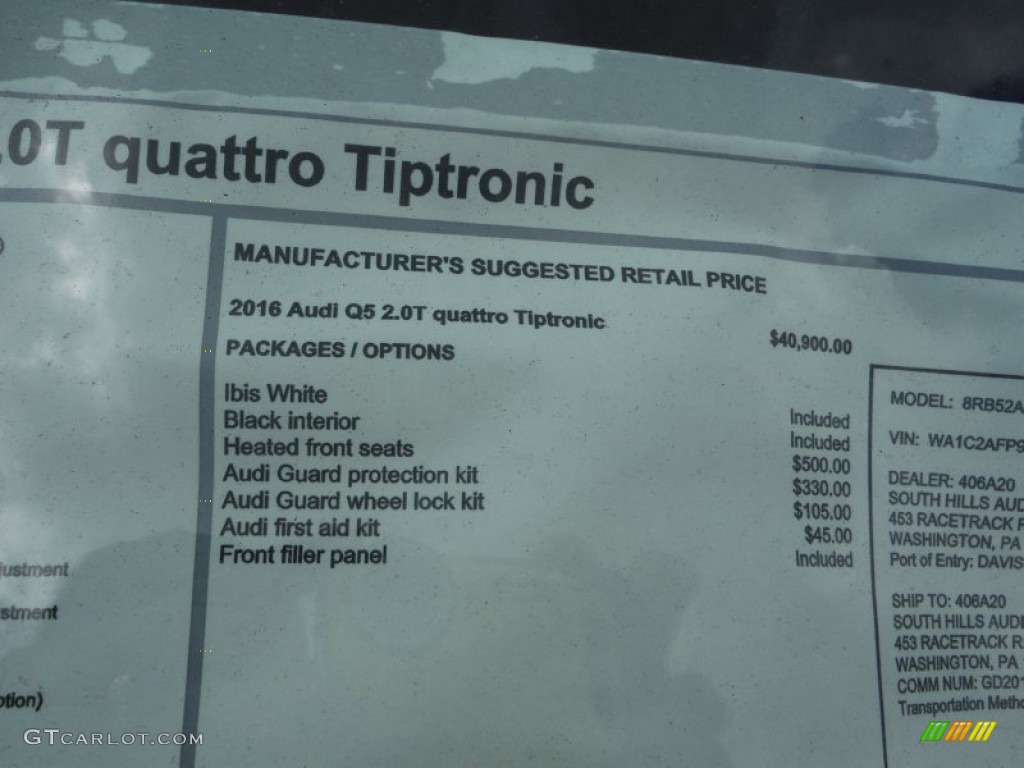 .0T quattro Tiptronic
)
MANUFACTURER'S SUGGESTED RETAIL PRICE
2016 Audi Q5 2.0T quattro Tiptronic $40,900.00
PACKAGES / OPTIONS
Ibis White Included
Black interior Included
Heated front seats $500.00
Audi Guard protection kit $330.00
Audi Guard wheel lock kit $105.00
Audi first aid kit $45.00
Front filler panel Included
justment
stment
ption)
MODEL: 8RB52A
VIN: WA1C2AFP9
DEALER: 406A20
SOUTH HILLS AUD
453 RACETRACK R
WASHINGTON, PA
Port of Entry: DAVIS
SHIP TO: 406A20
SOUTH HILLS AUDI
453 RACETRACK R
WASHINGTON, PA
COMM NUM: GD201
Transportation Metho
GTCARLOT.COM